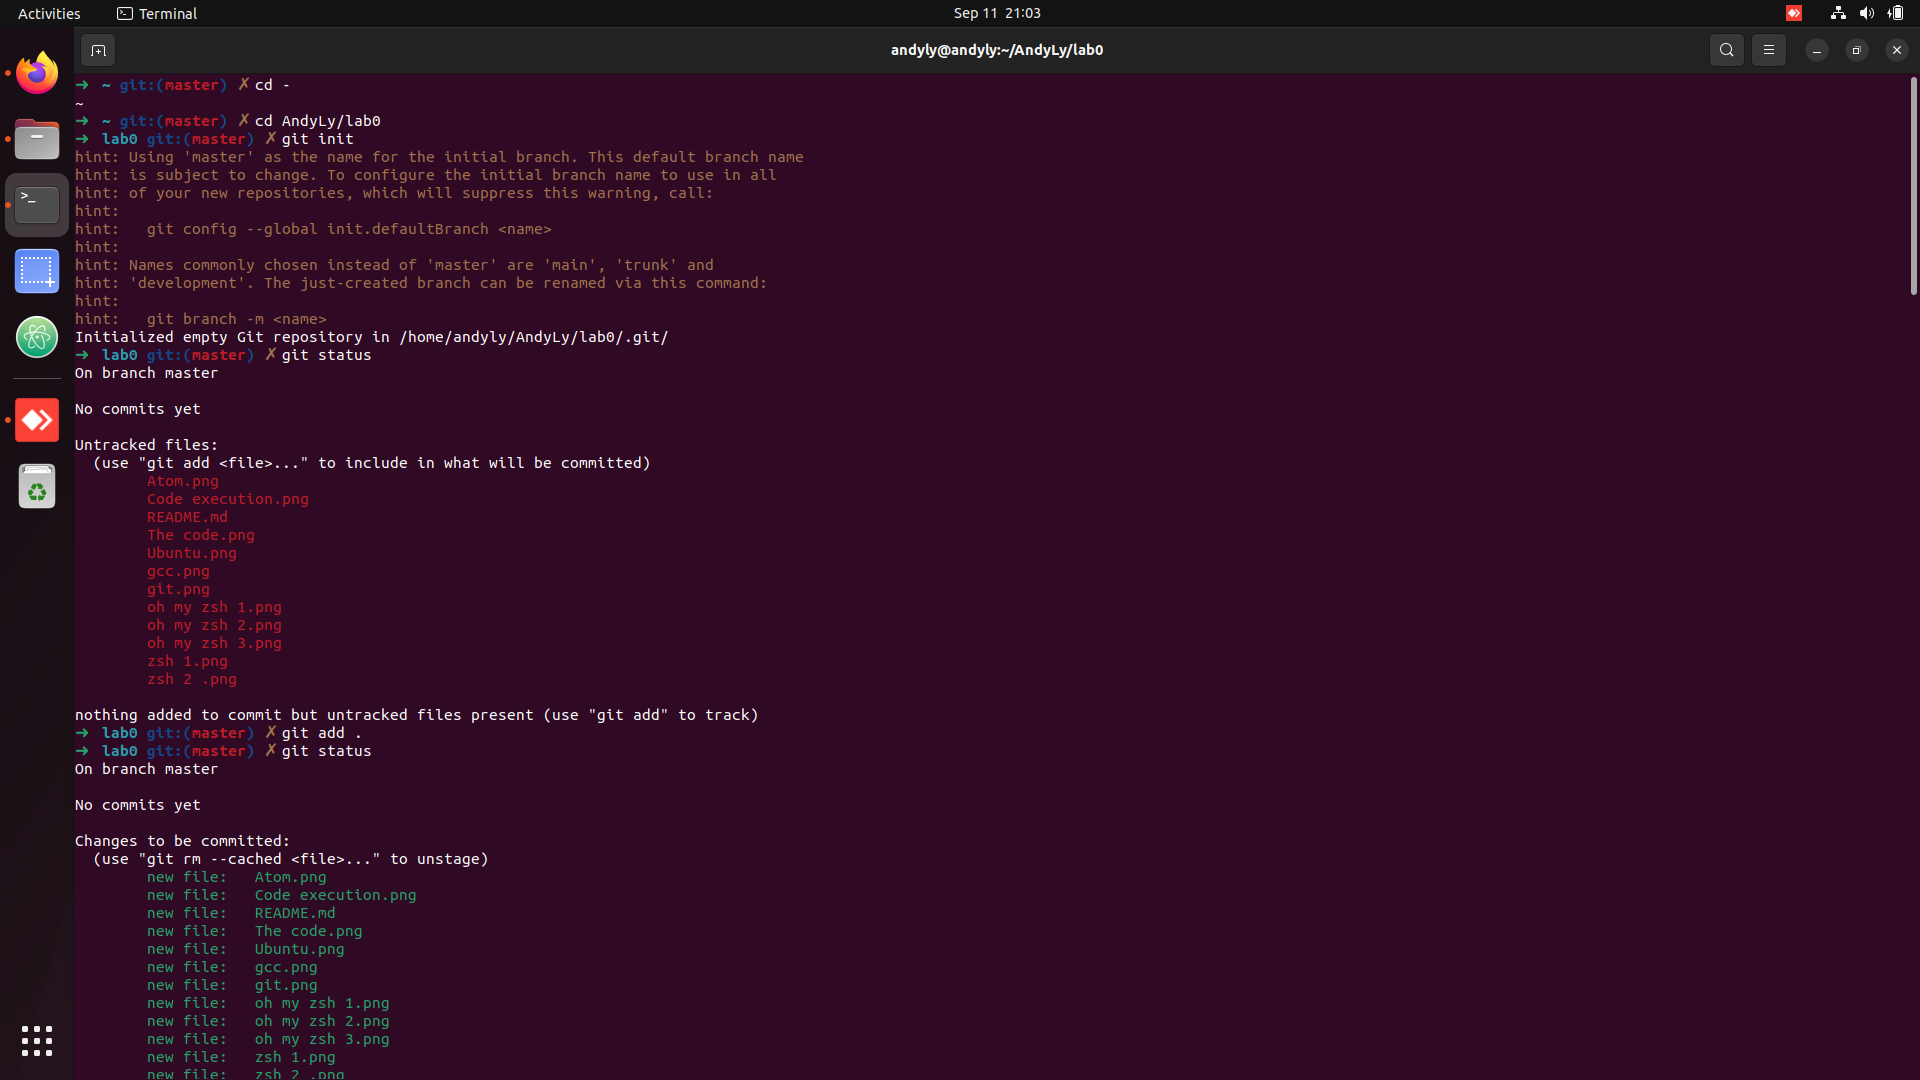 Activities
Terminal
Sep 11 21:03
andyly@andyly:~/AndyLy/lab0
➜ ~ git:(master) ✗ cd -
~
➜ ~ git:(master) ✗ cd AndyLy/lab0
➜ lab0 git:(master) ✗ git init
hint: Using 'master' as the name for the initial branch. This default branch name
hint: is subject to change. To configure the initial branch name to use in all
hint: of your new repositories, which will suppress this warning, call:
hint:
hint:   git config --global init.defaultBranch <name>
hint:
hint: Names commonly chosen instead of 'master' are 'main', 'trunk' and
hint: 'development'. The just-created branch can be renamed via this command:
hint:
hint:   git branch -m <name>
Initialized empty Git repository in /home/andyly/AndyLy/lab0/.git/
➜ lab0 git:(master) ✗ git status
On branch master
No commits yet
Untracked files:
  (use "git add <file>..." to include in what will be committed)
Atom.png
Code execution.png
README.md
The code.png
Ubuntu.png
gcc.png
git.png
oh my zsh 1.png
oh my zsh 2.png
oh my zsh 3.png
zsh 1.png
zsh 2 .png
nothing added to commit but untracked files present (use "git add" to track)
➜ lab0 git:(master) ✗ git add .
➜ lab0 git:(master) ✗ git status
On branch master
No commits yet
Changes to be committed:
  (use "git rm --cached <file>..." to unstage)
new file:   Atom.png
new file:   Code execution.png
new file:   README.md
new file:   The code.png
new file:   Ubuntu.png
new file:   gcc.png
new file:   git.png
new file:   oh my zsh 1.png
new file:   oh my zsh 2.png
new file:   oh my zsh 3.png
new file:   zsh 1.png
new file:   zsh 2 .png